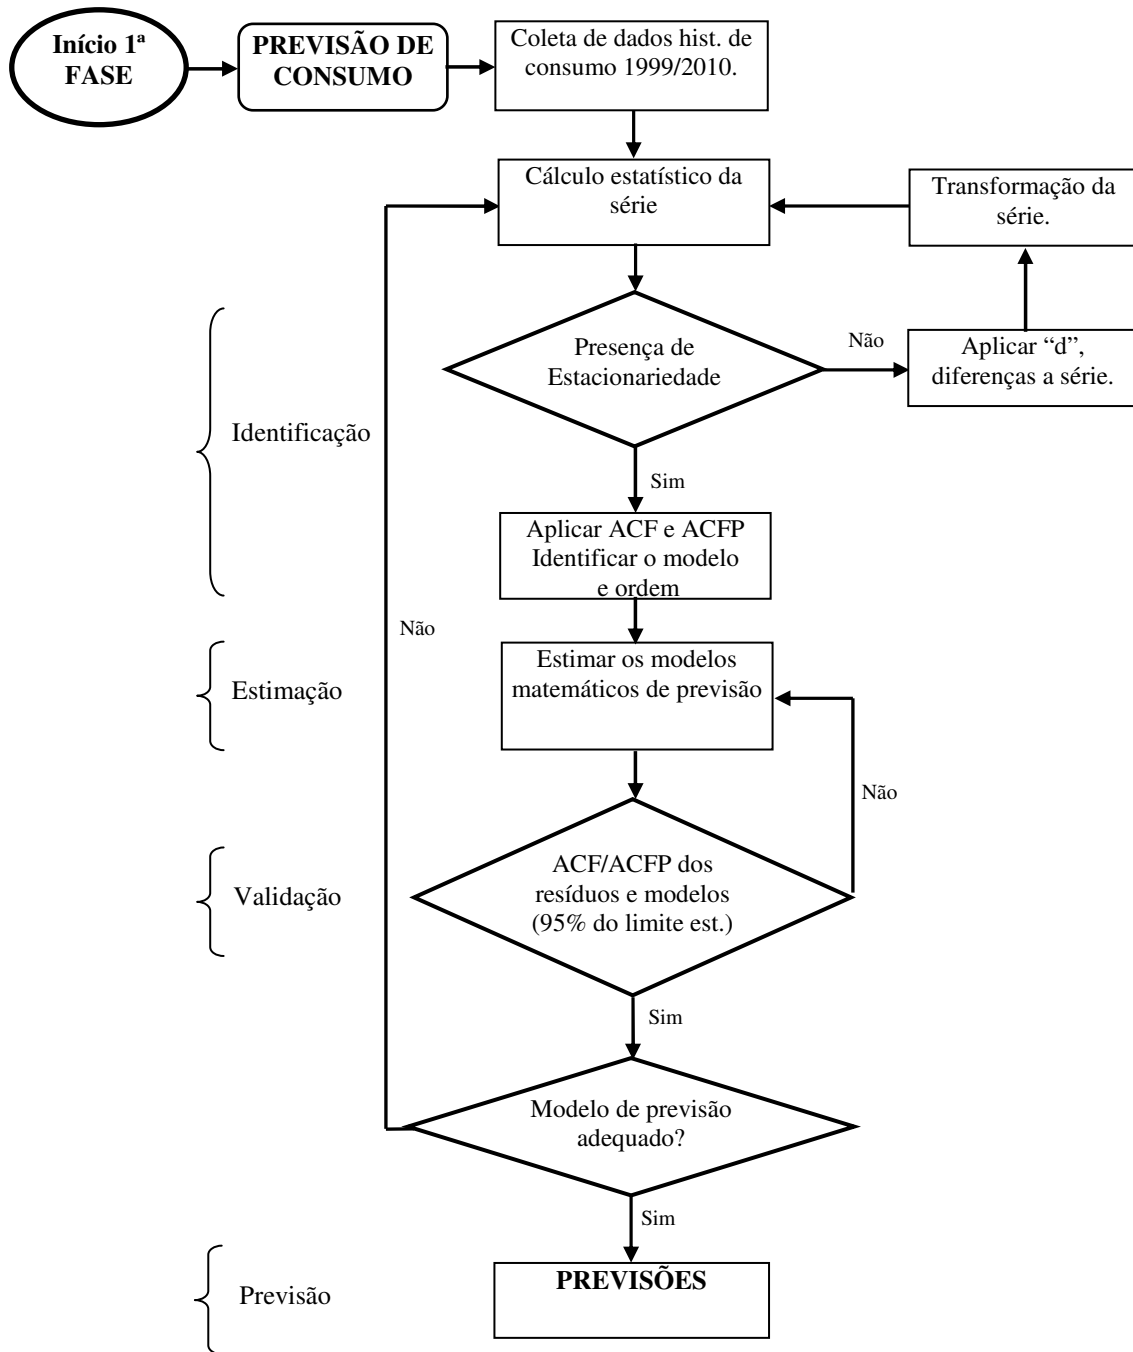 Início 1ª
FASE
PREVISÃO DE
CONSUMO
Coleta de dados hist. de
consumo 1999/2010.
Cálculo estatístico da
série
Transformação da
série.
Presença de
Estacionariedade
Não
Aplicar “d”,
diferenças a série.
Identificação
Sim
Aplicar ACF e ACFP
Identificar o modelo
e ordem
Não
Estimação
Estimar os modelos
matemáticos de previsão
Não
Validação
ACF/ACFP dos
resíduos e modelos
(95% do limite est.)
Sim
Modelo de previsão
adequado?
Sim
Previsão
PREVISÕES